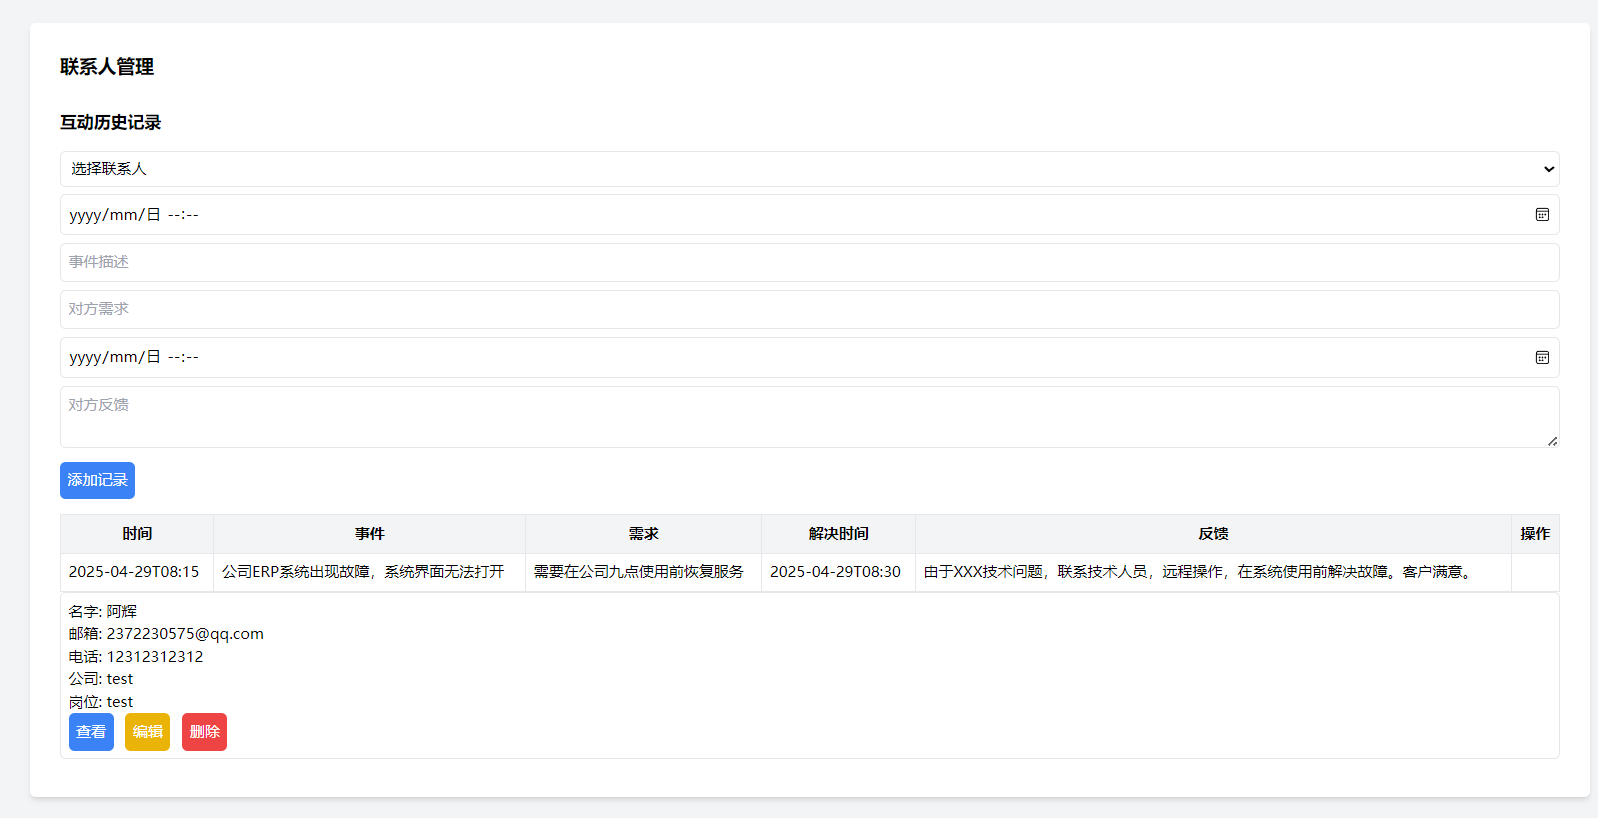 联系人管理
互动历史记录
选择联系人
yyyy/mm/日 --:--
事件描述
对方需求
yyyy/mm/日 --:--
对方反馈
添加记录
时间 事件 需求 解决时间 反馈 操作
2025-04-29T08:15 公司ERP系统出现故障，系统界面无法打开 需要在公司九点使用前恢复服务 2025-04-29T08:30 由于XXX技术问题，联系技术人员，远程操作，在系统使用前解决故障。客户满意。
名字: 阿辉
邮箱: 2372230575@qq.com
电话: 12312312312
公司: test
岗位: test
查看 编辑 删除